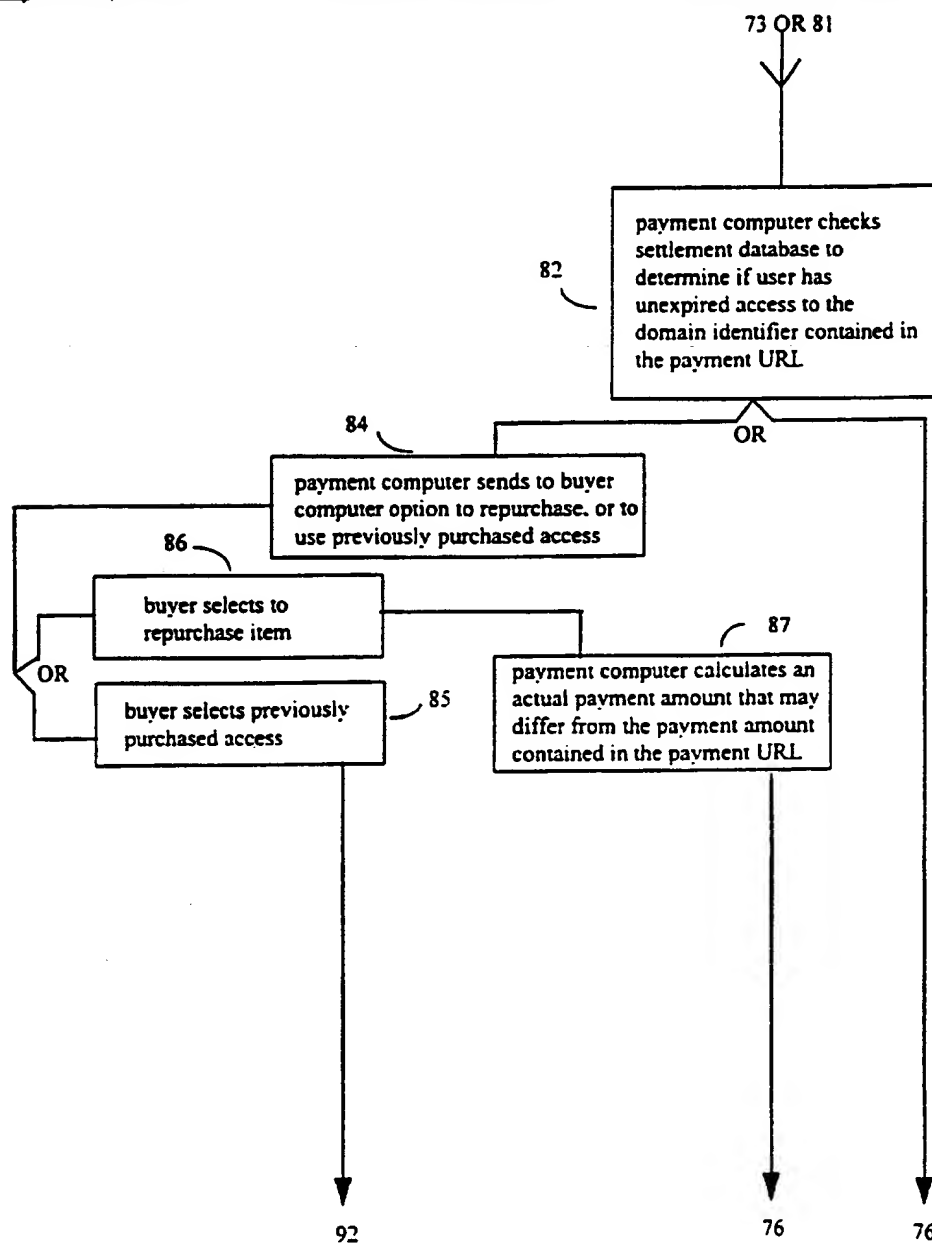 73 OR 81
82
payment computer checks
settlement database to
determine if user has
unexpired access to the
domain identifier contained in
the payment URL
OR
84
payment computer sends to buyer
computer option to repurchase, or to
use previously purchased access
86
buyer selects to
repurchase item
OR
85
buyer selects previously
purchased access
87
payment computer calculates an
actual payment amount that may
differ from the payment amount
contained in the payment URL
92
76
76